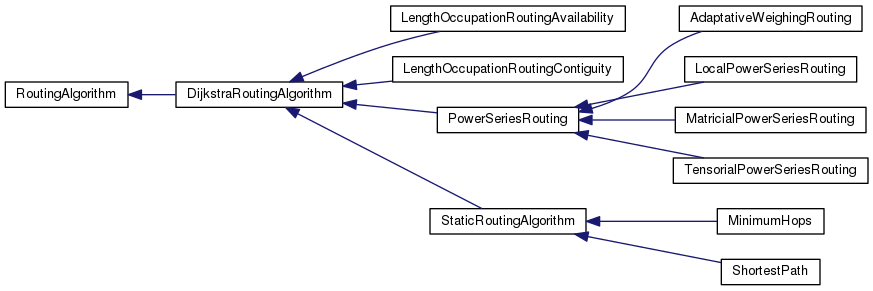 RoutingAlgorithm
DijkstraRoutingAlgorithm
LengthOccupationRoutingAvailability
LengthOccupationRoutingContiguity
PowerSeriesRouting
StaticRoutingAlgorithm
AdaptativeWeighingRouting
LocalPowerSeriesRouting
MatricialPowerSeriesRouting
TensorialPowerSeriesRouting
MinimumHops
ShortestPath